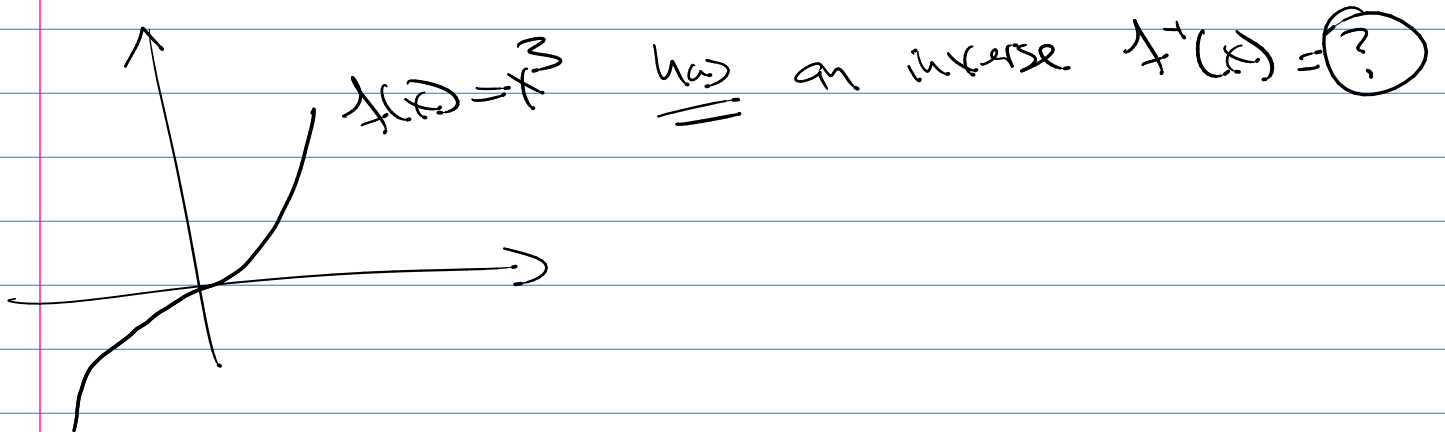 f(x) = x³ has an inverse f⁻¹(x) = ?